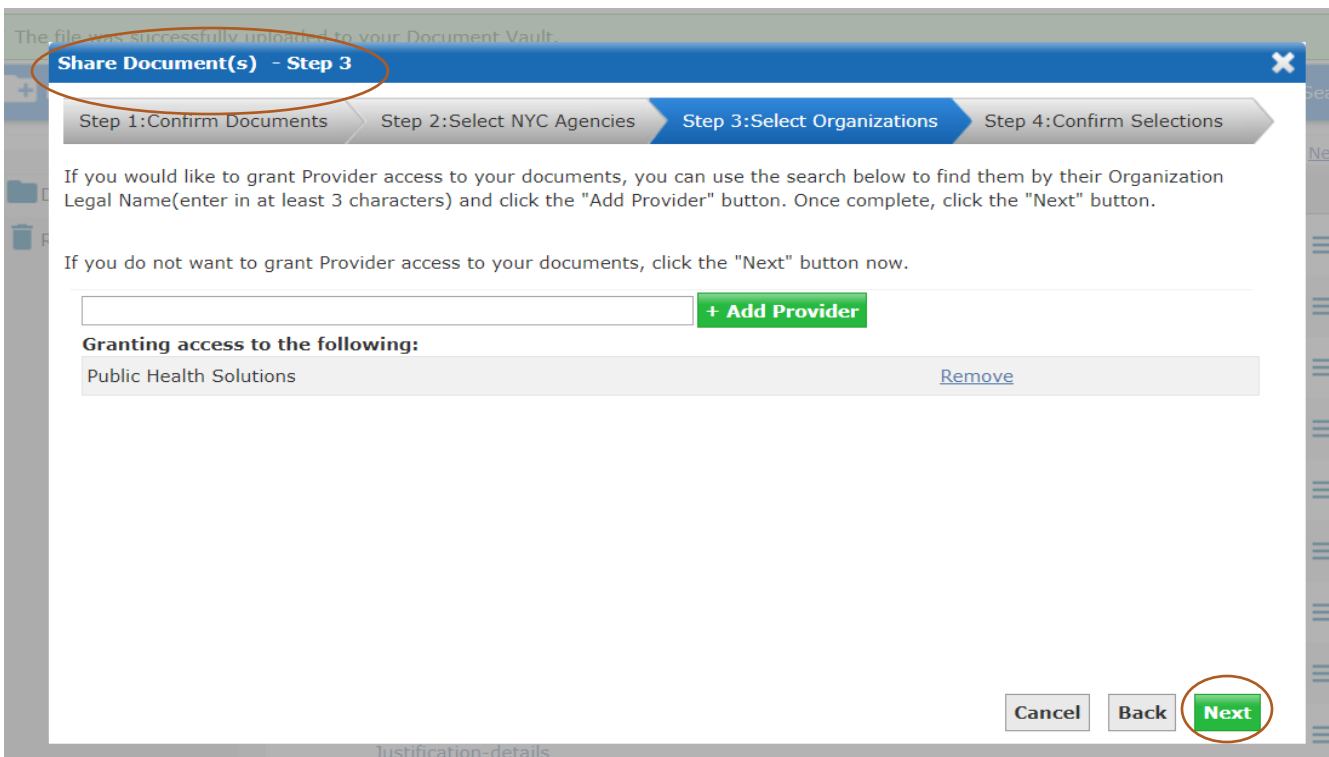 The file was successfully uploaded to your Document Vault.
Share Document(s) - Step 3
Step 1:Confirm Documents Step 2:Select NYC Agencies Step 3:Select Organizations Step 4:Confirm Selections
If you would like to grant Provider access to your documents, you can use the search below to find them by their Organization
Legal Name(enter in at least 3 characters) and click the "Add Provider" button. Once complete, click the "Next" button.
If you do not want to grant Provider access to your documents, click the "Next" button now.
+ Add Provider
Granting access to the following:
Public Health Solutions Remove
Cancel Back Next
Justification-details